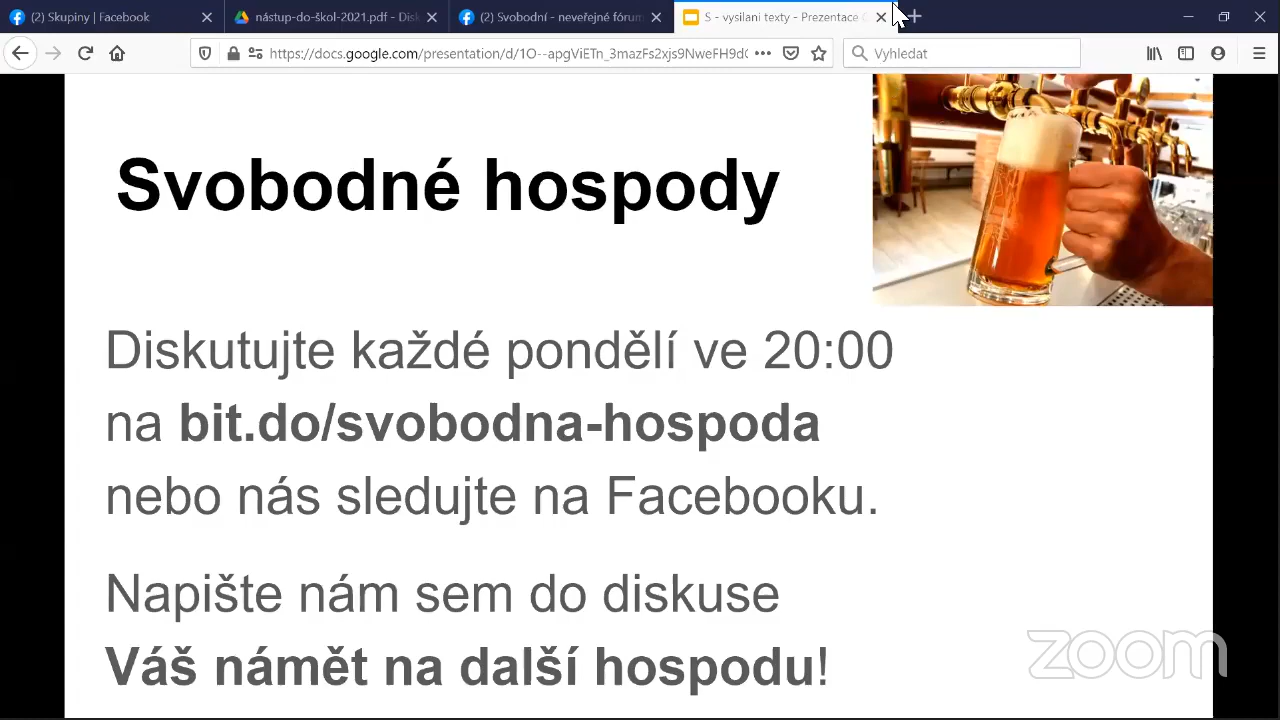 (2) Skupiny | Facebook
nástup-do-škol-2021.pdf - Dis
(2) Svobodní - neveřejné fórum
S - vysilani texty - Prezentace
https://docs.google.com/presentation/d/1O--apgViETn_3mazFs2xjs9NweFH9d
Vyhledat
Svobodné hospody
Diskutujte každé pondělí ve 20:00
na bit.do/svobodna-hospoda
nebo nás sledujte na Facebooku.
Napište nám sem do diskuse
Váš námět na další hospodu!
zoom